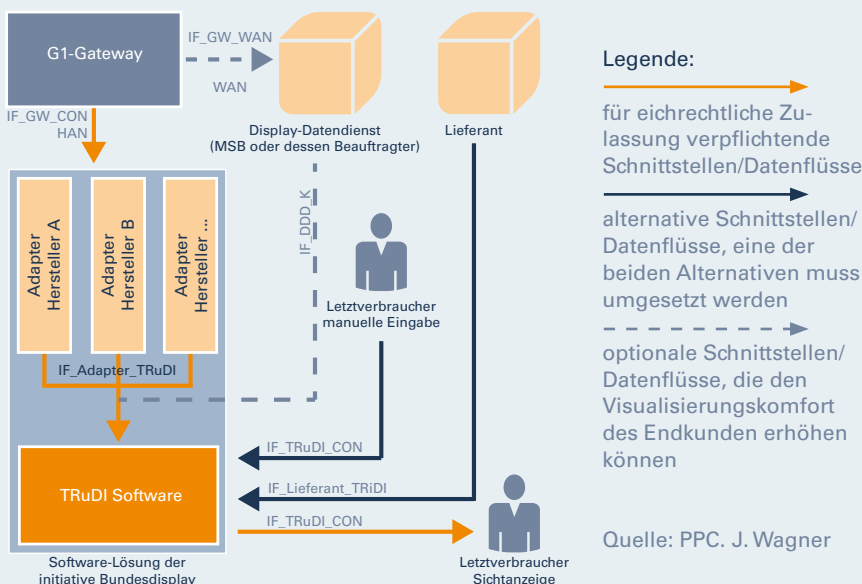 G1-Gateway
IF_GW_WAN
WAN
IF_GW_CON
HAN
Display-Datendienst
(MSB oder dessen Beauftragter)
Lieferant
Adapter
Hersteller A
Adapter
Hersteller B
Adapter
Hersteller ...
IF_DDD_K
Letztverbraucher
manuelle Eingabe
IF_Adapter_TRuDI
IF_TRuDI_CON
IF_Lieferant_TRiDI
IF_TRuDI_CON
TRuDI Software
Software-Lösung der
initiative Bundesdisplay
Letztverbraucher
Sichtanzeige
Legende:
für eichrechtliche Zu-
lassung verpflichtende
Schnittstellen/Datenflüsse
alternative Schnittstellen/
Datenflüsse, eine der
beiden Alternativen muss
umgesetzt werden
optionale Schnittstellen/
Datenflüsse, die den
Visualisierungskomfort
des Endkunden erhöhen
können
Quelle: PPC. J. Wagner